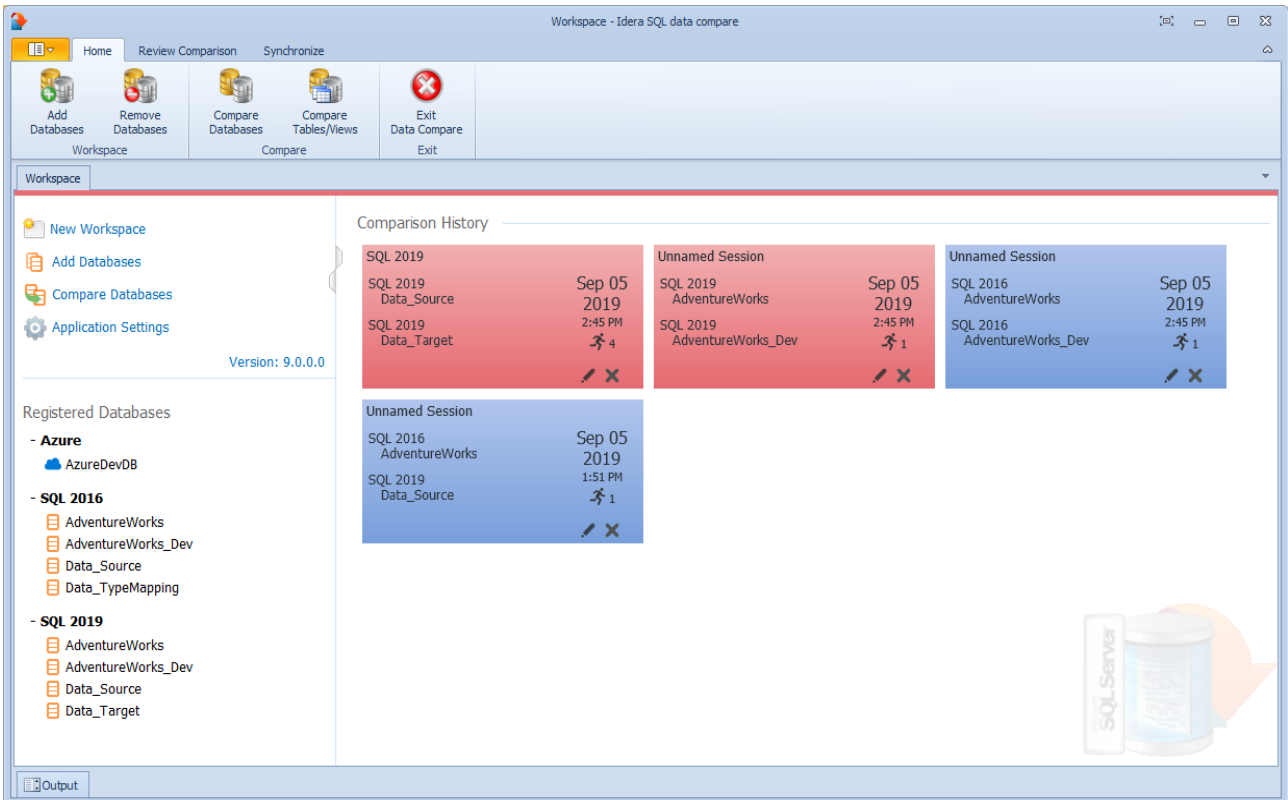 Workspace - Idera SQL data compare
Home Review Comparison Synchronize
Add Databases Remove Databases Compare Databases Compare Tables/Views Exit Data Compare
Workspace Compare Exit
Workspace
New Workspace
Add Databases
Compare Databases
Application Settings
Version: 9.0.0.0
Registered Databases
- Azure
AzureDevDB
- SQL 2016
AdventureWorks
AdventureWorks_Dev
Data_Source
Data_TypeMapping
- SQL 2019
AdventureWorks
AdventureWorks_Dev
Data_Source
Data_Target
Comparison History
SQL 2019
SQL 2019
Data_Source
SQL 2019
Data_Target
Sep 05
2019
2:45 PM
4
Unnamed Session
SQL 2019
AdventureWorks
SQL 2019
AdventureWorks_Dev
Sep 05
2019
2:45 PM
1
Unnamed Session
SQL 2016
AdventureWorks
SQL 2016
AdventureWorks_Dev
Sep 05
2019
2:45 PM
1
Unnamed Session
SQL 2016
AdventureWorks
SQL 2019
Data_Source
Sep 05
2019
1:51 PM
1
SQLServer
Output